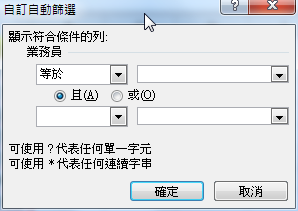 自訂自動篩選
顯示符合條件的列:
業務員
等於
且(A) 或(O)
可使用 ? 代表任何單一字元
可使用 * 代表任何連續字串
確定 取消